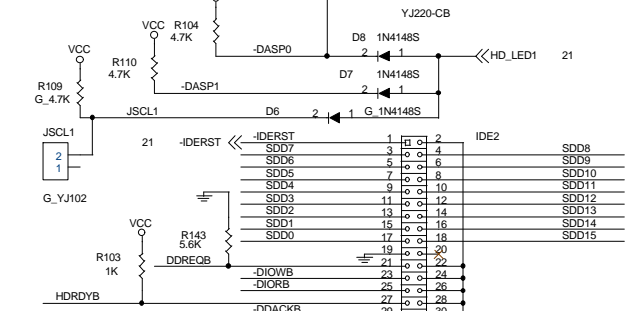 YJ220-CB
R104
4.7K
VCC
D8 1N4148S
-DASP0 2 1 HD_LED1 21
VCC
R110
4.7K
D7 1N4148S
-DASP1 2 1
R109
G_4.7K
JSCL1 D6 2 1 G_1N4148S
JSCL1
2
1
G_YJ102
21 -IDERST -IDERST 1 2 IDE2
SDD7 3 4 SDD8
SDD6 5 6 SDD9
SDD5 7 8 SDD10
SDD4 9 10 SDD11
SDD3 11 12 SDD12
SDD2 13 14 SDD13
SDD1 15 16 SDD14
SDD0 17 18 SDD15
19 20
VCC
R143
5.6K
DDREQB 21 22
R103
1K
-DIOWB 23 24
-DIORB 25 26
HDRDYB 27 28
-DDACKB 29 30